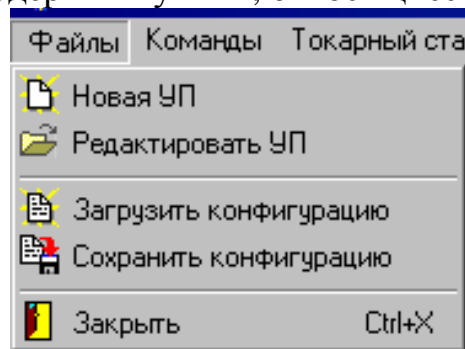 Файлы Команды Токарный ста
Новая УП
Редактировать УП
Загрузить конфигурацию
Сохранить конфигурацию
Закрыть Ctrl+X